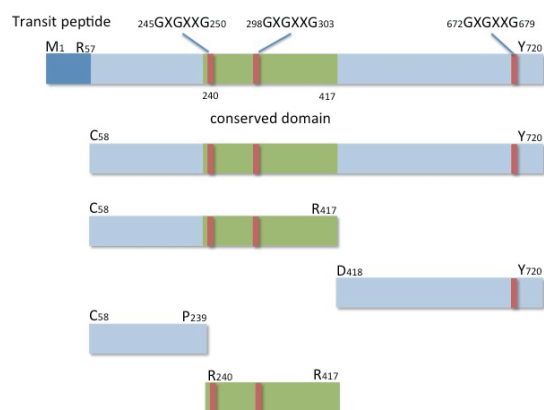 Transit peptide 245GXGXXG250 298GXGXXG303 672GXGXXG679
M1 R57 Y720
240 417
conserved domain
C58 Y720
C58 R417
D418 Y720
C58 P239
R240 R417